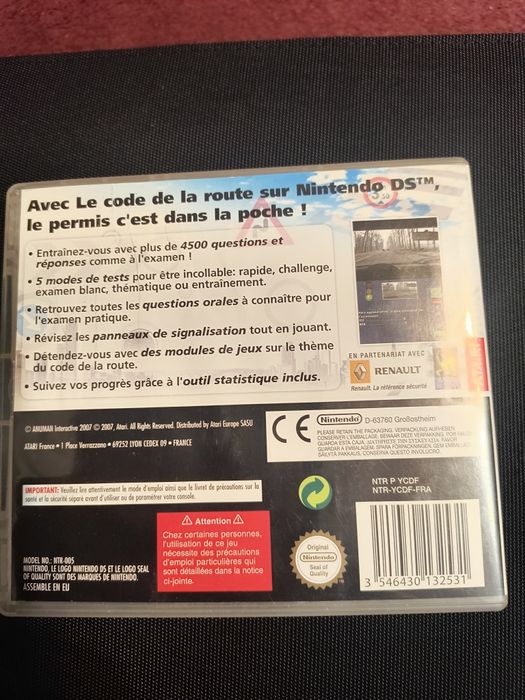 Avec Le code de la route sur Nintendo DS™,
le permis c'est dans la poche !
• Entraînez-vous avec plus de 4500 questions et
réponses comme à l'examen !
• 5 modes de tests pour être incollable: rapide, challenge,
examen blanc, thématique ou entraînement.
• Retrouvez toutes les questions orales à connaître pour
l'examen pratique.
• Révisez les panneaux de signalisation tout en jouant.
• Détendez-vous avec des modules de jeux sur le thème
du code de la route.
• Suivez vos progrès grâce à l'outil statistique inclus.
EN PARTENARIAT AVEC
RENAULT
Renault. La référence sécurité
© ANUMAN Interactive 2007 © 2007, Atari. All Rights Reserved. Distributed by Atari Europe SASU
ATARI France • 1 Place Verrazzano • 69252 LYON CEDEX 09 • FRANCE
CE
Nintendo D-63760 Großostheim
PLEASE RETAIN THE PACKAGING. VERPACKUNG AUFHEBEN.
IMPORTANT: Veuillez lire attentivement le mode d'emploi ainsi que le livret de précautions sur la
santé et la sécurité séparé avant d'utiliser ou de paramétrer votre console.
Attention
Chez certaines personnes,
l'utilisation de ce jeu
nécessite des précautions
d'emploi particulières qui
sont détaillées dans la notice
ci-jointe.
MODEL NO.: NTR-005
NINTENDO, LE LOGO NINTENDO DS ET LE LOGO SEAL
OF QUALITY SONT DES MARQUES DE NINTENDO.
ASSEMBLE EN EU
Original
Nintendo
Seal of
Quality
NTR P YCDF
NTR-YCDF-FRA
3 546430 132531